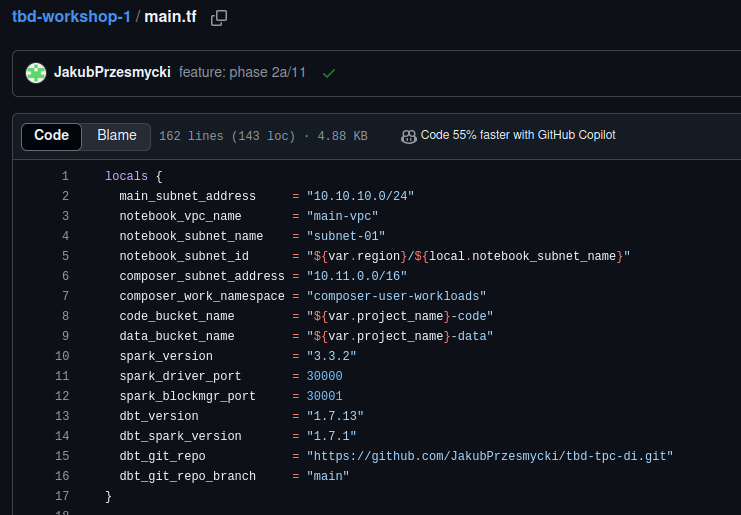 tbd-workshop-1 / main.tf
JakubPrzesmycki feature: phase 2a/11
Code Blame 162 lines (143 loc) · 4.88 KB Code 55% faster with GitHub Copilot
1 locals {
2   main_subnet_address     = "10.10.10.0/24"
3   notebook_vpc_name       = "main-vpc"
4   notebook_subnet_name    = "subnet-01"
5   notebook_subnet_id      = "${var.region}/${local.notebook_subnet_name}"
6   composer_subnet_address = "10.11.0.0/16"
7   composer_work_namespace = "composer-user-workloads"
8   code_bucket_name        = "${var.project_name}-code"
9   data_bucket_name        = "${var.project_name}-data"
10   spark_version           = "3.3.2"
11   spark_driver_port       = 30000
12   spark_blockmgr_port     = 30001
13   dbt_version             = "1.7.13"
14   dbt_spark_version       = "1.7.1"
15   dbt_git_repo            = "https://github.com/JakubPrzesmycki/tbd-tpc-di.git"
16   dbt_git_repo_branch     = "main"
17 }